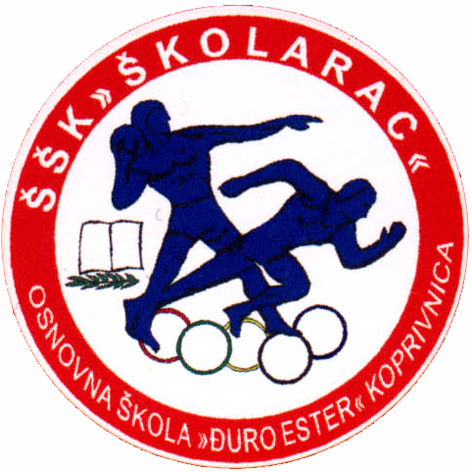 ŠŠK »ŠKOLARAC«
OSNOVNA ŠKOLA »ĐURO ESTER« KOPRIVNICA